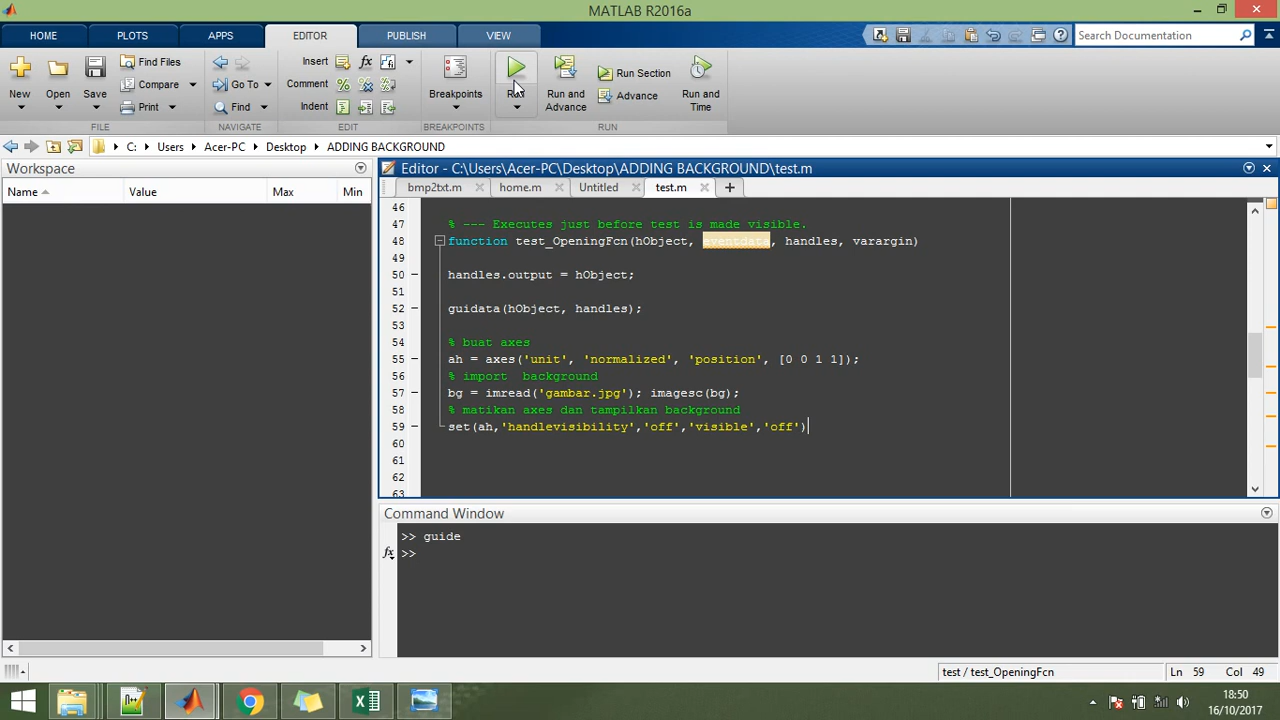 MATLAB R2016a
HOME PLOTS APPS EDITOR PUBLISH VIEW
Search Documentation
New Open Save Find Files Compare Print
Go To Find
Insert Comment Indent
Breakpoints
Run Run and Advance Run Section Advance Run and Time
FILE NAVIGATE EDIT BREAKPOINTS RUN
C: Users Acer-PC Desktop ADDING BACKGROUND
Workspace
Name Value Max Min
Editor - C:\Users\Acer-PC\Desktop\ADDING BACKGROUND\test.m
bmp2txt.m home.m Untitled test.m
46
47 % --- Executes just before test is made visible.
48 function test_OpeningFcn(hObject, eventdata, handles, varargin)
49
50 handles.output = hObject;
51
52 guidata(hObject, handles);
53
54 % buat axes
55 ah = axes('unit', 'normalized', 'position', [0 0 1 1]);
56 % import  background
57 bg = imread('gambar.jpg'); imagesc(bg);
58 % matikan axes dan tampilkan background
59 set(ah,'handlevisibility','off','visible','off')
60
61
62
63
Command Window
>> guide
fx >>
test / test_OpeningFcn Ln 59 Col 49
18:50
16/10/2017